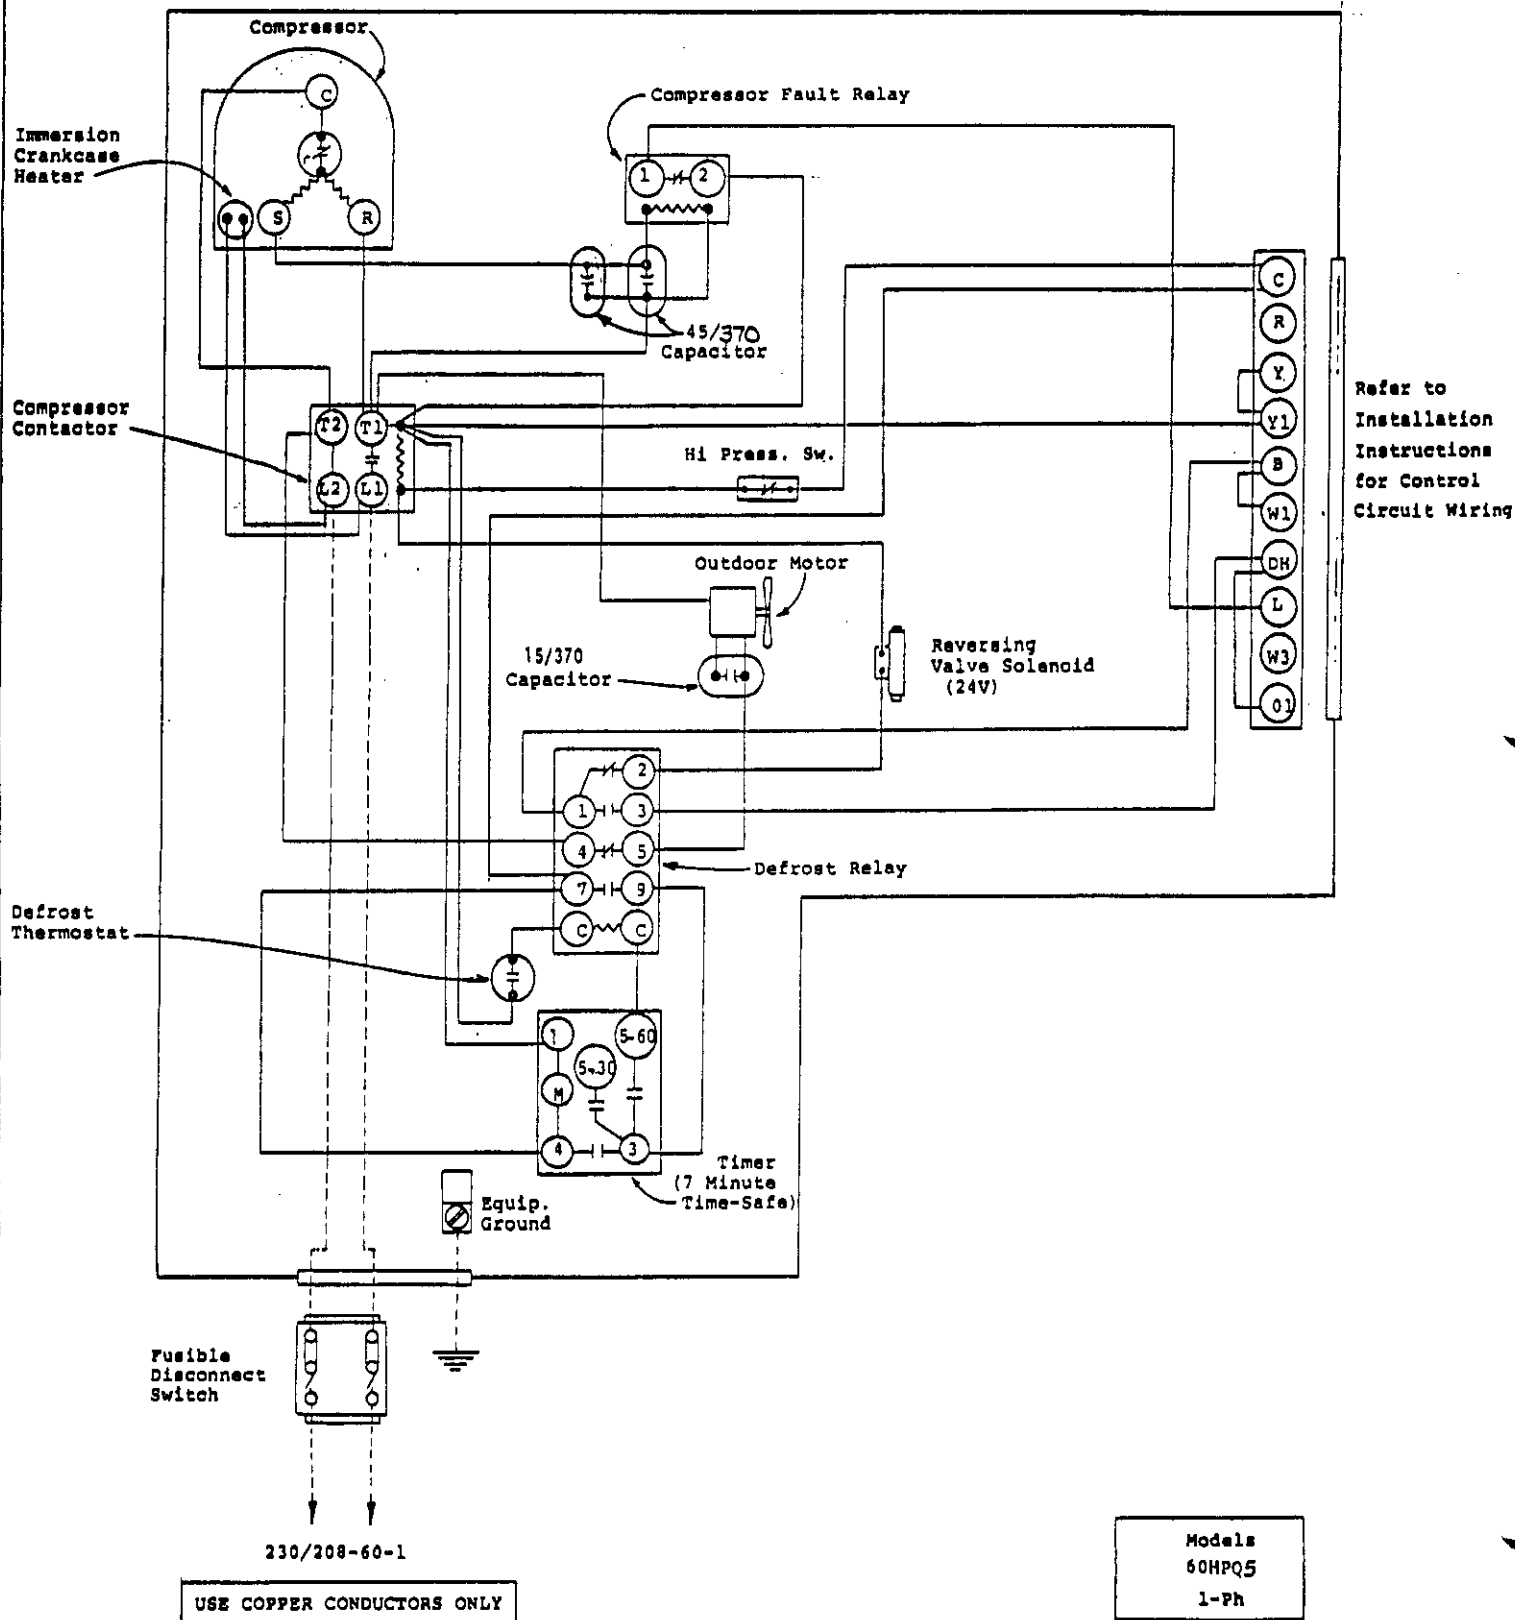 Compressor
Compressor Fault Relay
Immersion
Crankcase
Heater
C
S
R
1
2
45/370
Capacitor
C
R
Y
Y1
B
W1
DH
L
W3
O1
Refer to
Installation
Instructions
for Control
Circuit Wiring
Compressor
Contactor
T2
T1
L2
L1
Hi Press. Sw.
Outdoor Motor
15/370
Capacitor
Reversing
Valve Solenoid
(24V)
2
1
3
4
5
7
9
C
C
Defrost Relay
Defrost
Thermostat
1
5-60
5-30
M
4
3
Timer
(7 Minute
Time-Safe)
Equip.
Ground
Fusible
Disconnect
Switch
230/208-60-1
USE COPPER CONDUCTORS ONLY
Models
60HPQ5
1-Ph